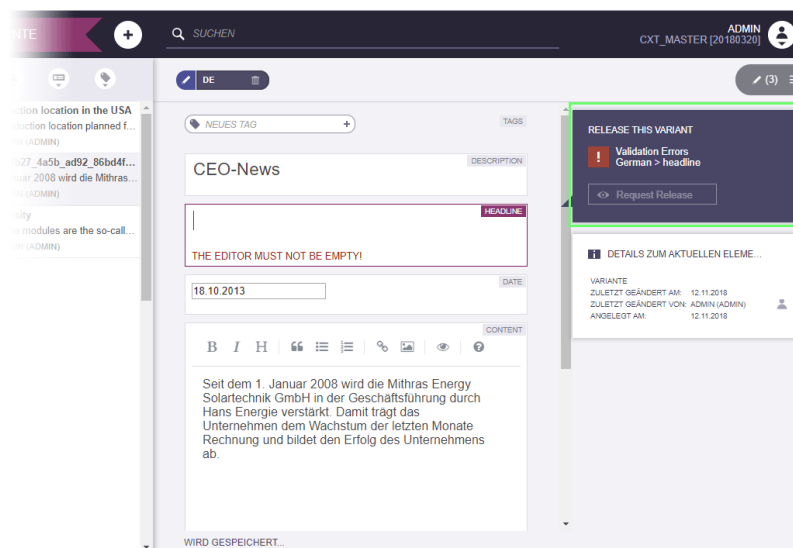 NTE
SUCHEN
ADMIN
CXT_MASTER [20180320]
DE
(3)
ction location in the USA
duction location planned f...
(ADMIN)
4a5b_ad92_86bd4f...
uar 2008 wird die Mithras...
(ADMIN)
modules are the so-call...
(ADMIN)
NEUES TAG
TAGS
DESCRIPTION
CEO-News
HEADLINE
THE EDITOR MUST NOT BE EMPTY!
DATE
18.10.2013
CONTENT
B I H
Seit dem 1. Januar 2008 wird die Mithras Energy
Solartechnik GmbH in der Geschäftsführung durch
Hans Energie verstärkt. Damit trägt das
Unternehmen dem Wachstum der letzten Monate
Rechnung und bildet den Erfolg des Unternehmens
ab.
WIRD GESPEICHERT...
RELEASE THIS VARIANT
Validation Errors
German > headline
Request Release
DETAILS ZUM AKTUELLEN ELEME...
VARIANTE
ZULETZT GEÄNDERT AM: 12.11.2018
ZULETZT GEÄNDERT VON: ADMIN (ADMIN)
ANGELEGT AM: 12.11.2018